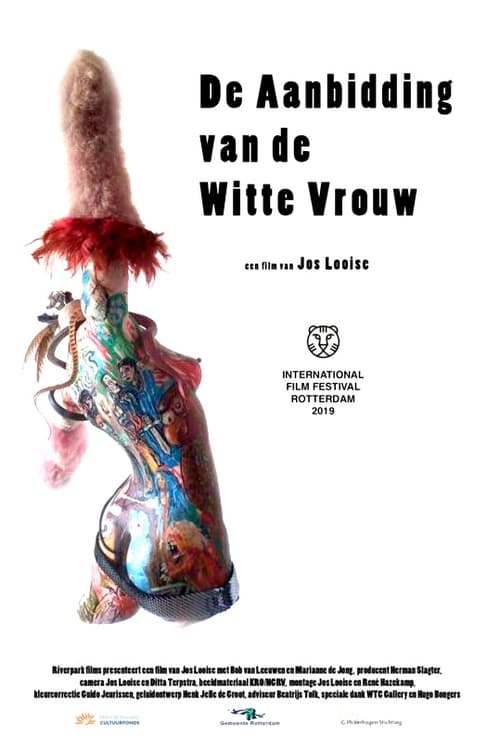 De Aanbidding
van de
Witte Vrouw
een film van Jos Looise
INTERNATIONAL
FILM FESTIVAL
ROTTERDAM
2019
Riverpark films presenteert een film van Jos Looise met Bob van Leeuwen en Marianne de Jong, producent Herman Slagter,
camera Jos Looise en Ditta Terpstra, beeldmateriaal KRO/NCRV, montage Jos Looise en René Hazekamp,
kleurcorrectie Guido Jeurissen, geluidontwerp Henk Jelle de Groot, adviseur Beatrijs Tolk, speciale dank WTC Gallery en Hugo Bongers
CULTUURFONDS
Gemeente Rotterdam
G.Ph.Verhagen Stichting